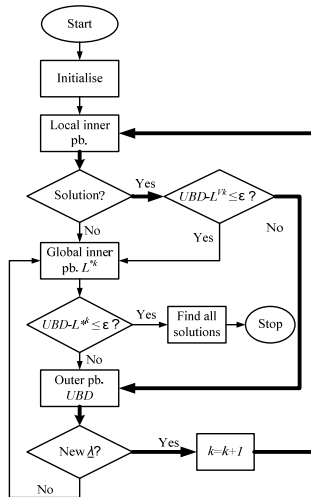 Start
Initialise
Local inner
pb.
Solution?
Yes
UBD-L^Vk ≤ ε ?
No
Yes
No
Global inner
pb. L*^k
UBD-L*^k ≤ ε ?
Yes
Find all
solutions
Stop
No
Outer pb.
UBD
New λ?
Yes
k=k+1
No